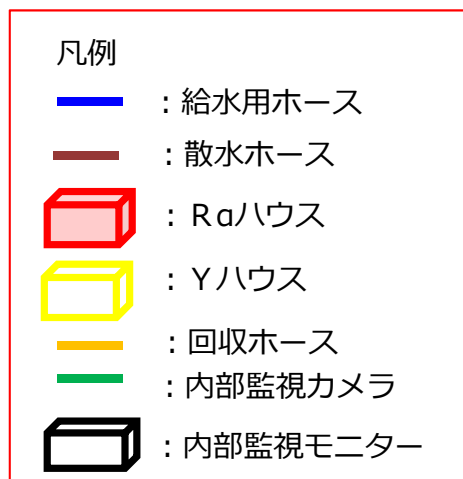 凡例
：給水用ホース
：散水ホース
：Rαハウス
：Yハウス
：回収ホース
：内部監視カメラ
：内部監視モニター